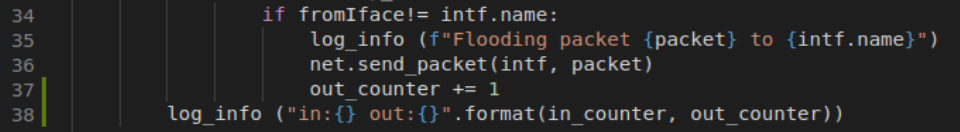 34 if fromIface!= intf.name:
35 log_info (f"Flooding packet {packet} to {intf.name}")
36 net.send_packet(intf, packet)
37 out_counter += 1
38 log_info ("in:{} out:{}".format(in_counter, out_counter))